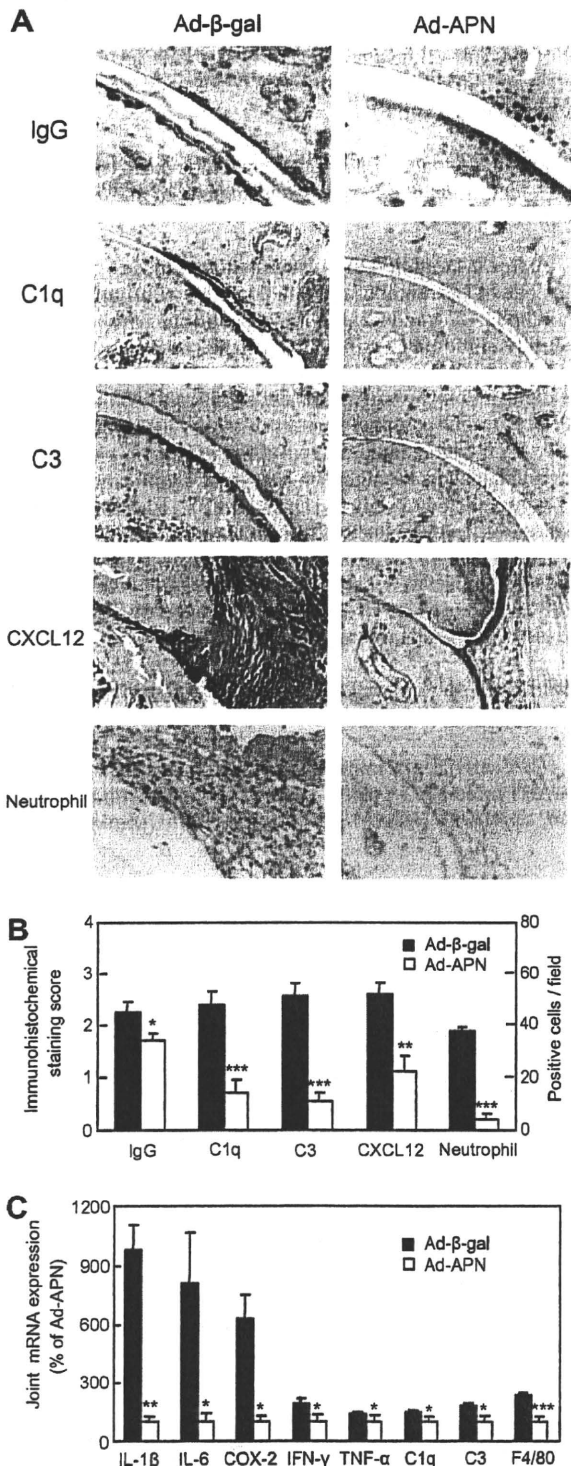 A
Ad-β-gal Ad-APN
IgG
C1q
C3
CXCL12
Neutrophil
B
Immunohistochemical
staining score
4
3
2
1
0
Ad-β-gal
Ad-APN
80
60
40
20
0
Positive cells / field
* *** *** ** ***
IgG C1q C3 CXCL12 Neutrophil
C
Joint mRNA expression
(% of Ad-APN)
1200
900
600
300
0
Ad-β-gal
Ad-APN
** * * * * * * ***
IL-1β IL-6 COX-2 IFN-γ TNF-α C1q C3 F4/80